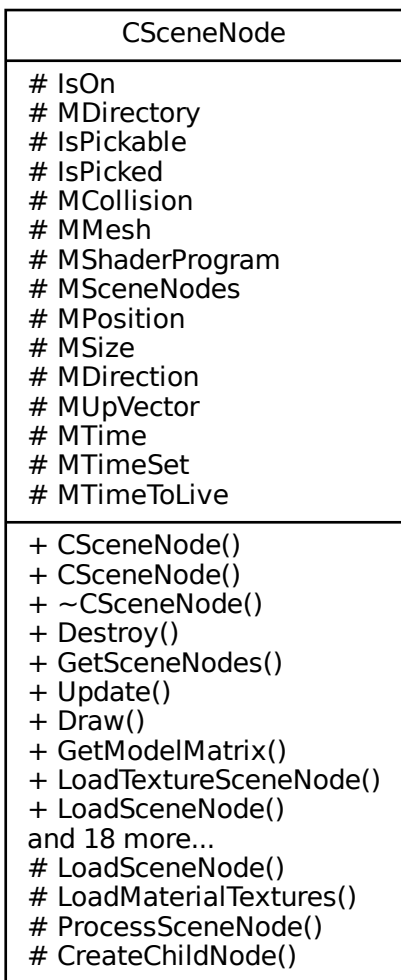 CSceneNode
# IsOn
# MDirectory
# IsPickable
# IsPicked
# MCollision
# MMesh
# MShaderProgram
# MSceneNodes
# MPosition
# MSize
# MDirection
# MUpVector
# MTime
# MTimeSet
# MTimeToLive
+ CSceneNode()
+ CSceneNode()
+ ~CSceneNode()
+ Destroy()
+ GetSceneNodes()
+ Update()
+ Draw()
+ GetModelMatrix()
+ LoadTextureSceneNode()
+ LoadSceneNode()
and 18 more...
# LoadSceneNode()
# LoadMaterialTextures()
# ProcessSceneNode()
# CreateChildNode()